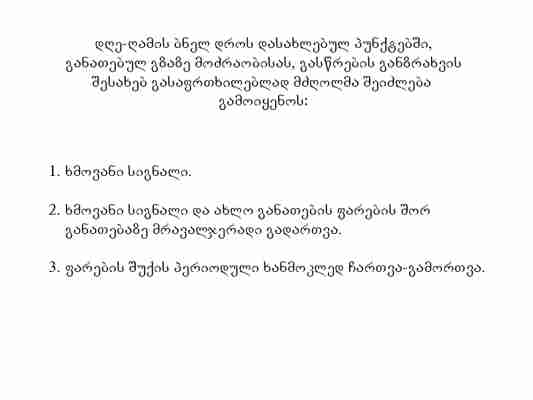 დღე-ღამის ბნელ დროს დასახლებულ პუნქტებში,
განათებულ გზაზე მოძრაობისას, გასწრების განზრახვის
შესახებ გასაფრთხილებლად მძღოლმა შეიძლება
გამოიყენოს:
1. ხმოვანი სიგნალი.
2. ხმოვანი სიგნალი და ახლო განათების ფარების შორ
განათებაზე მრავალჯერადი გადართვა.
3. ფარების შუქის პერიოდული ხანმოკლედ ჩართვა-გამორთვა.